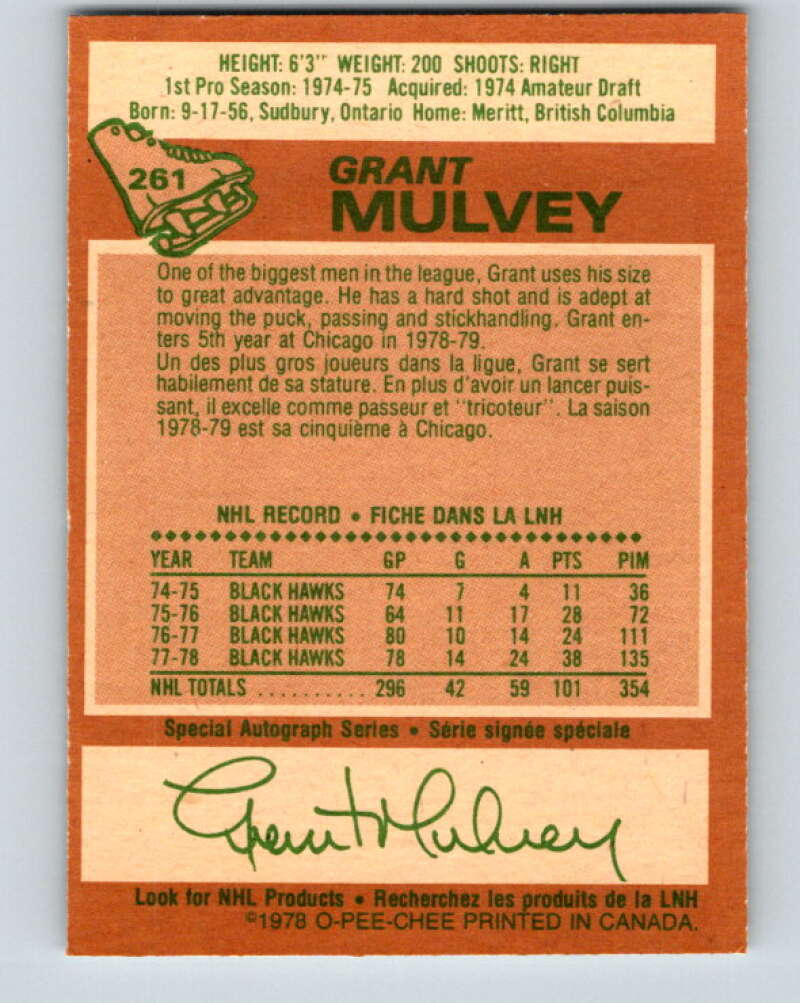 HEIGHT: 6'3" WEIGHT: 200 SHOOTS: RIGHT
1st Pro Season: 1974-75 Acquired: 1974 Amateur Draft
Born: 9-17-56, Sudbury, Ontario Home: Meritt, British Columbia
261
GRANT
MULVEY
One of the biggest men in the league, Grant uses his size
to great advantage. He has a hard shot and is adept at
moving the puck, passing and stickhandling. Grant en-
ters 5th year at Chicago in 1978-79.
Un des plus gros joueurs dans la ligue, Grant se sert
habilement de sa stature. En plus d'avoir un lancer puis-
sant, il excelle comme passeur et "tricoteur". La saison
1978-79 est sa cinquième à Chicago.
NHL RECORD • FICHE DANS LA LNH
YEAR TEAM GP G A PTS PIM
74-75 BLACK HAWKS 74 7 4 11 36
75-76 BLACK HAWKS 64 11 17 28 72
76-77 BLACK HAWKS 80 10 14 24 111
77-78 BLACK HAWKS 78 14 24 38 135
NHL TOTALS .......... 296 42 59 101 354
Special Autograph Series • Série signée spéciale
Grant Mulvey
Look for NHL Products • Recherchez les produits de la LNH
©1978 O-PEE-CHEE PRINTED IN CANADA.